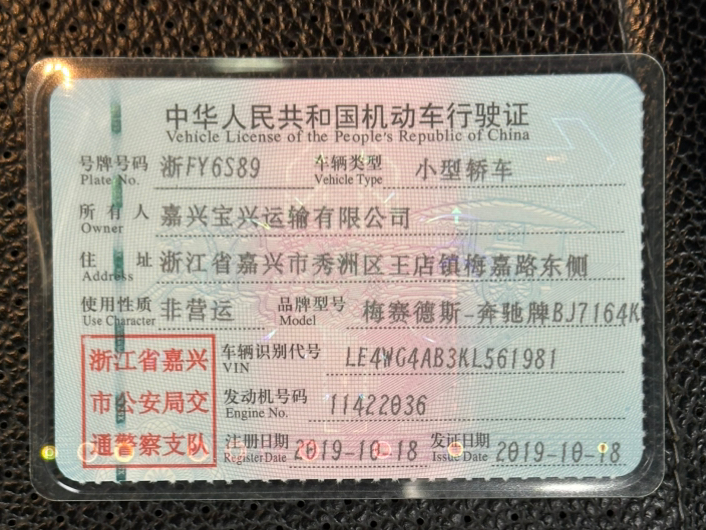 中华人民共和国机动车行驶证
Vehicle License of the People's Republic of China
号牌号码 浙FY6S89 车辆类型 小型轿车
Plate No. Vehicle Type
所有人 嘉兴宝兴运输有限公司
Owner
住址 浙江省嘉兴市秀洲区王店镇梅嘉路东侧
Address
使用性质 非营运 品牌型号 梅赛德斯-奔驰牌BJ7164K
Use Character Model
浙江省嘉兴
市公安局交
通警察支队
车辆识别代号 LE4WG4AB3KL561981
VIN
发动机号码 11422036
Engine No.
注册日期 2019-10-18 发证日期 2019-10-18
Register Date Issue Date